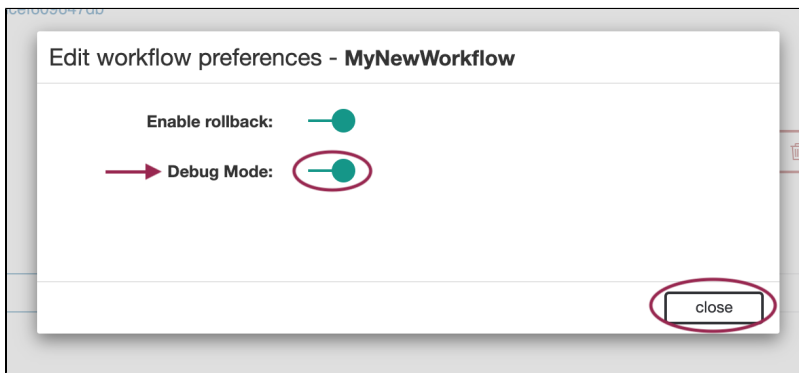 Edit workflow preferences - MyNewWorkflow
Enable rollback:
Debug Mode:
close